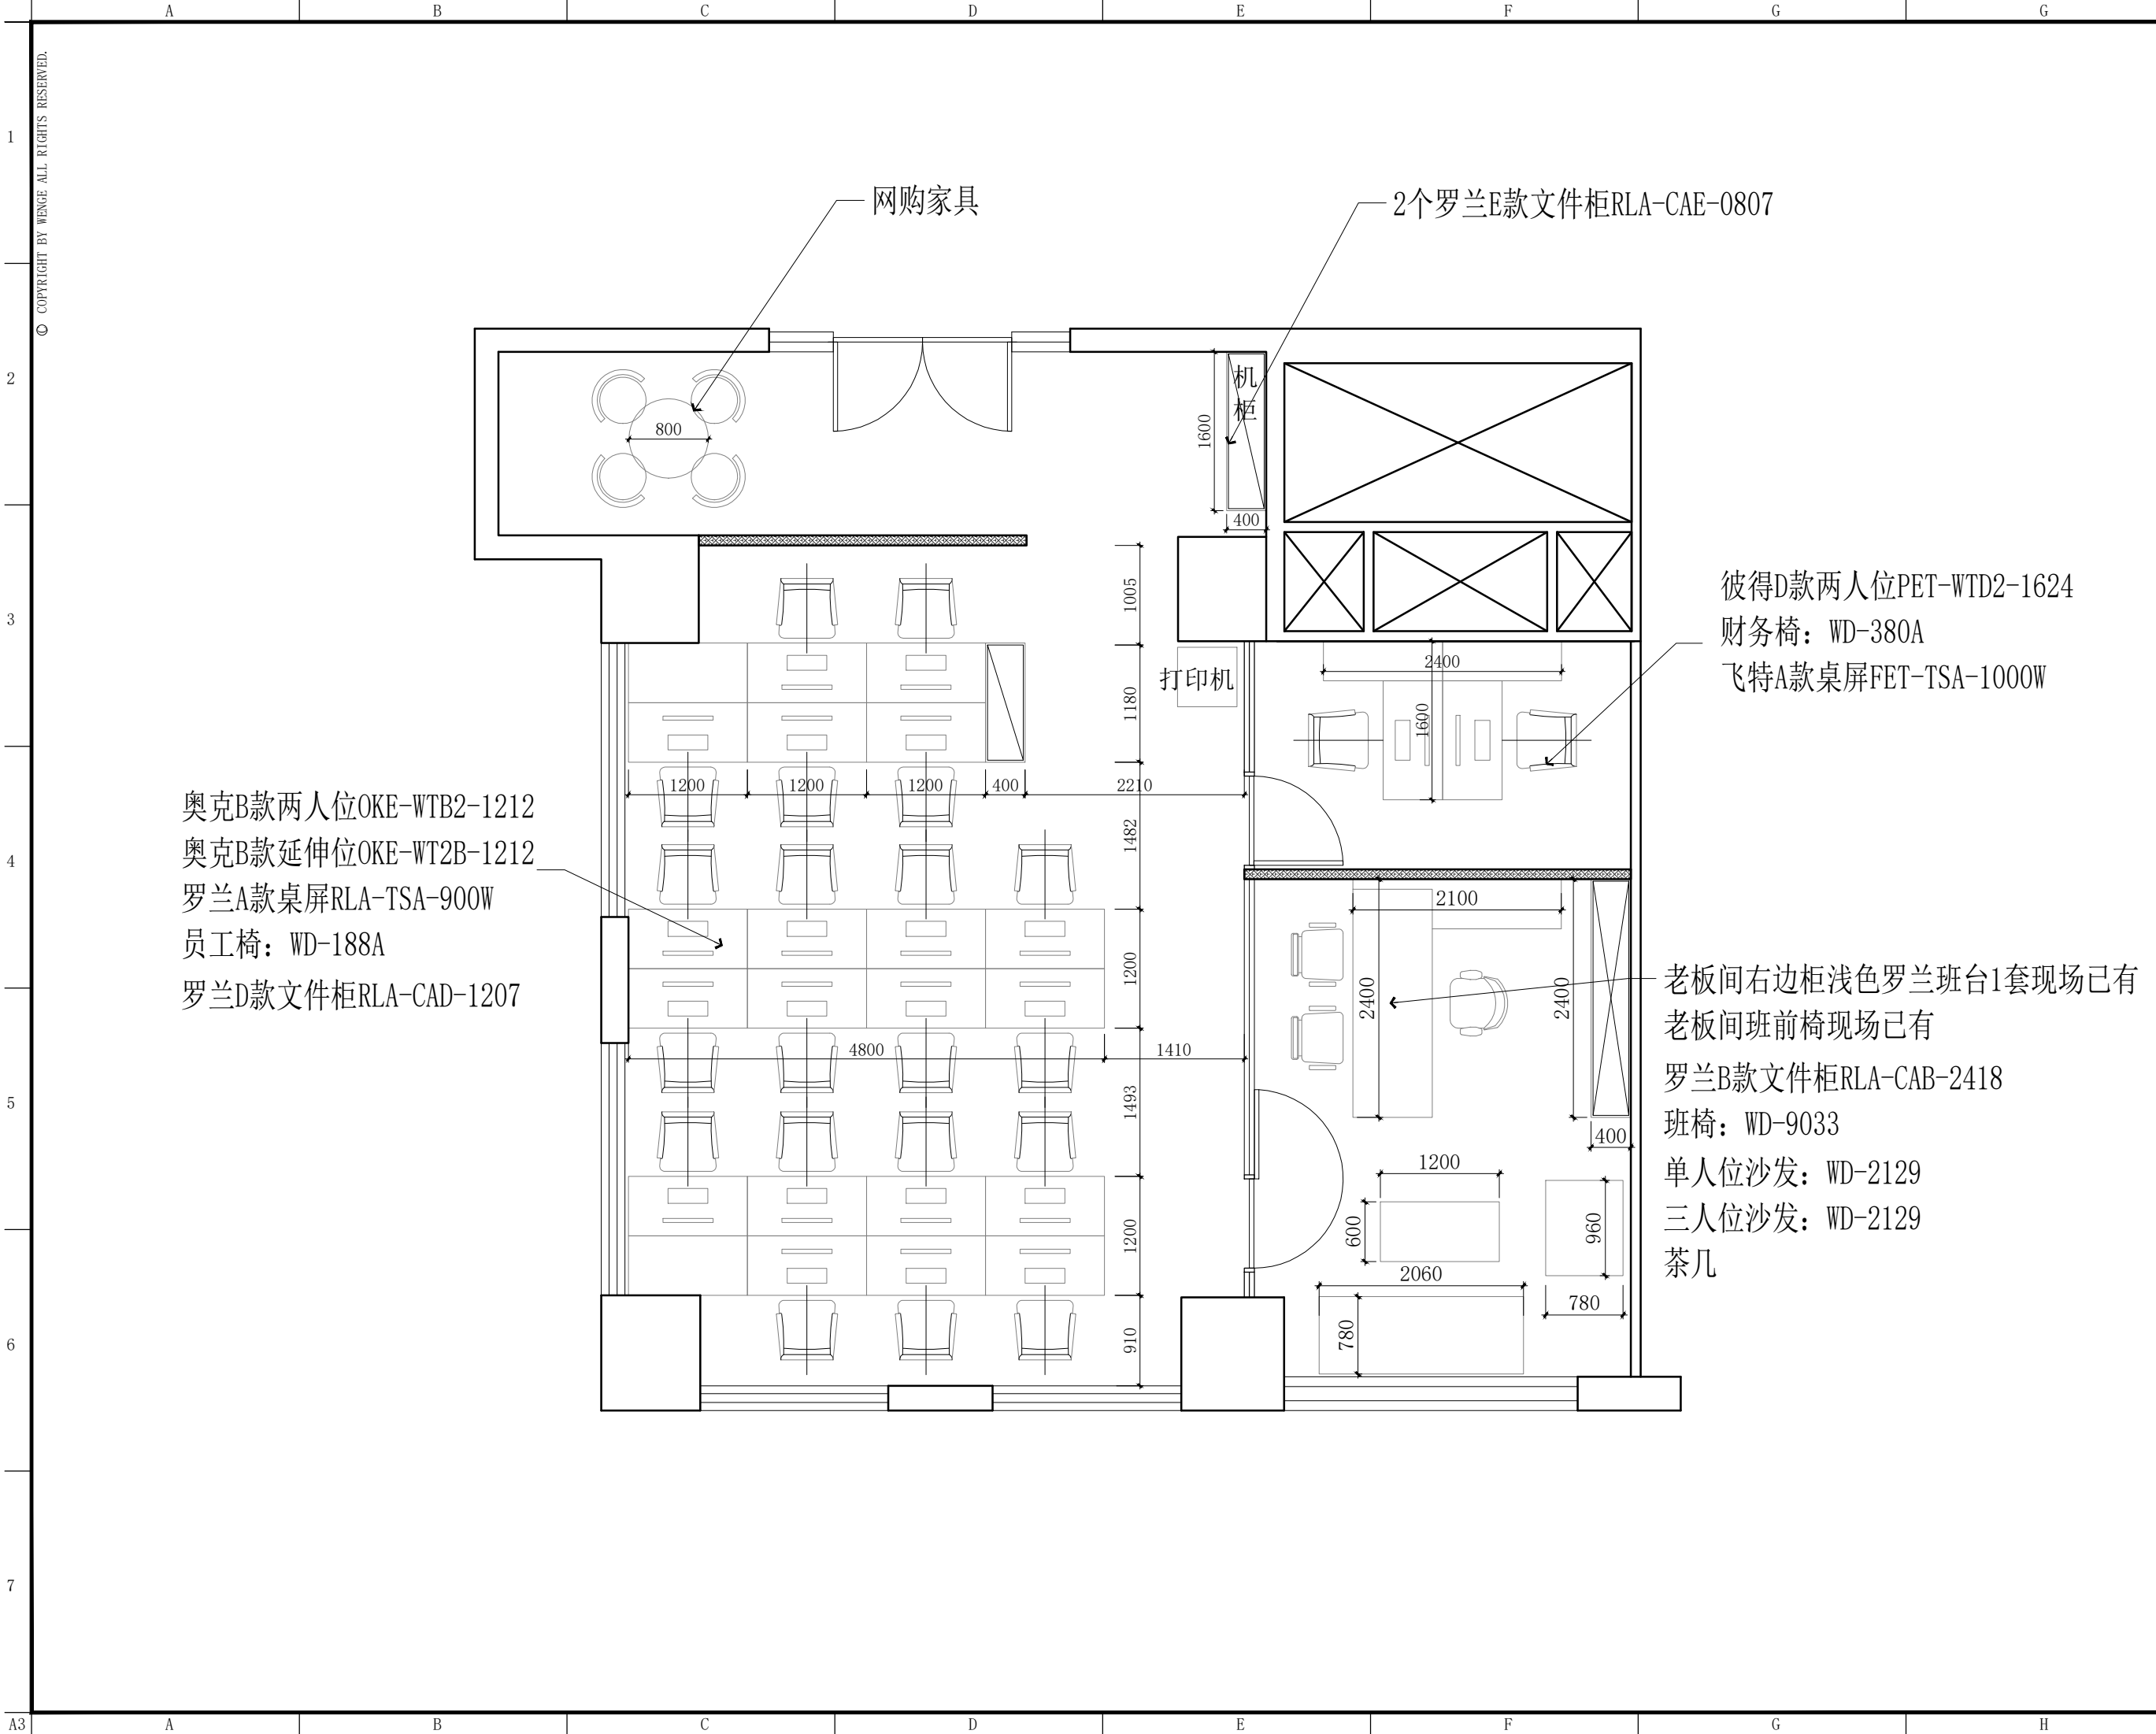 A B C D E F G G
© COPYRIGHT BY WENGE ALL RIGHTS RESERVED.
1
2
3
4
5
6
7
网购家具
2个罗兰E款文件柜RLA-CAE-0807
机
柜
800
1600
400
1005
彼得D款两人位PET-WTD2-1624
财务椅：WD-380A
飞特A款桌屏FET-TSA-1000W
打印机
2400
1600
1180
1200 1200 1200 400 2210
1482
奥克B款两人位OKE-WTB2-1212
奥克B款延伸位OKE-WT2B-1212
罗兰A款桌屏RLA-TSA-900W
员工椅：WD-188A
罗兰D款文件柜RLA-CAD-1207
2100
1200
2400
2400
4800 1410
1493
400
老板间右边柜浅色罗兰班台1套现场已有
老板间班前椅现场已有
罗兰B款文件柜RLA-CAB-2418
班椅：WD-9033
单人位沙发：WD-2129
三人位沙发：WD-2129
茶几
1200
600
960
1200
2060
780
780
910
A3 A B C D E F G H